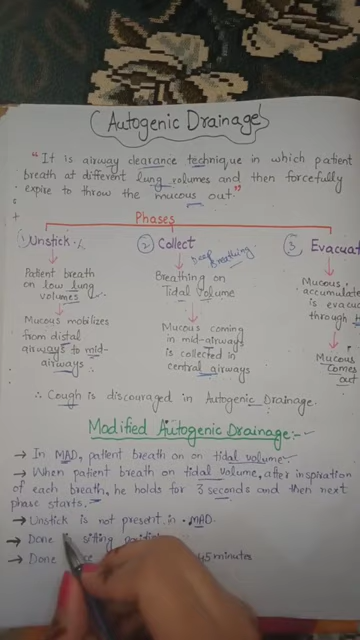 Autogenic Drainage
"It is airway clearance technique in which patient
breath at different lung volumes and then forcefully
expire to throw the mucous out."
Phases
① Unstick
Patient breath
on low lung
volumes
Mucous mobilizes
from distal
airways to mid-
airways
② Collect
Deep Breathing
Breathing on
Tidal volume
Mucous coming
in mid-airways
is collected in
central airways
③ Evacuat
Mucous
accumulate
is evacua
through
Mucous
Comes
out
∴ Cough is discouraged in Autogenic Drainage.
Modified Autogenic Drainage:-
→ In MAD, patient breath on on tidal volume.
→ When patient breath on tidal volume, after inspiration
of each breath, he holds for 3 seconds and then next
phase starts.
→ Unstick is not present in MAD.
→ Done sitting
→ Done 45 minutes